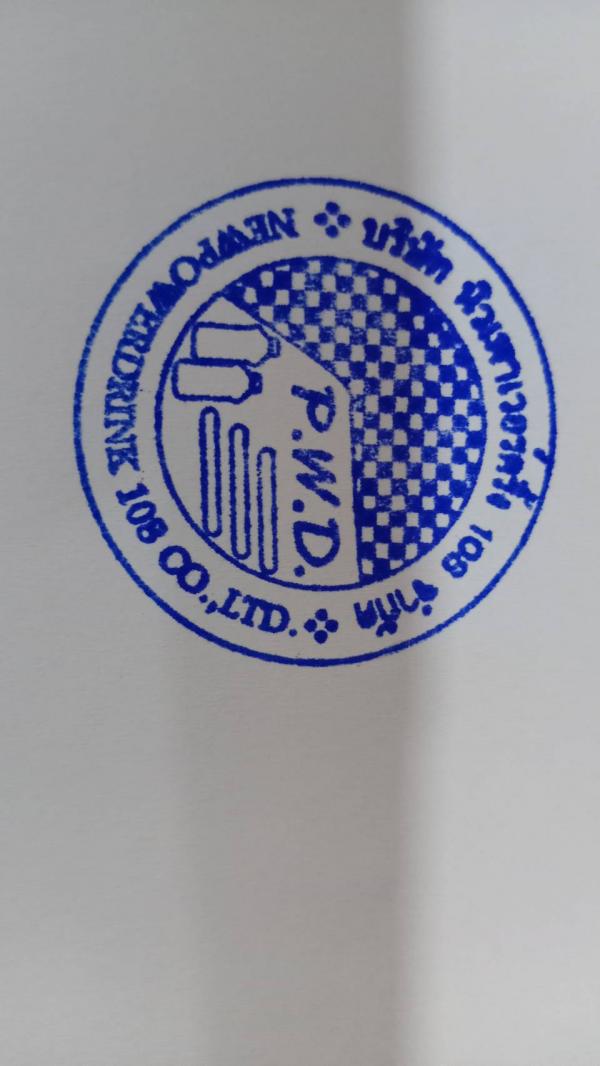 บริษัท นิวเพาเวอร์ดริ้ง 108 จำกัด
P.W.D.
NEWPOWERDRINK 108 CO.,LTD.